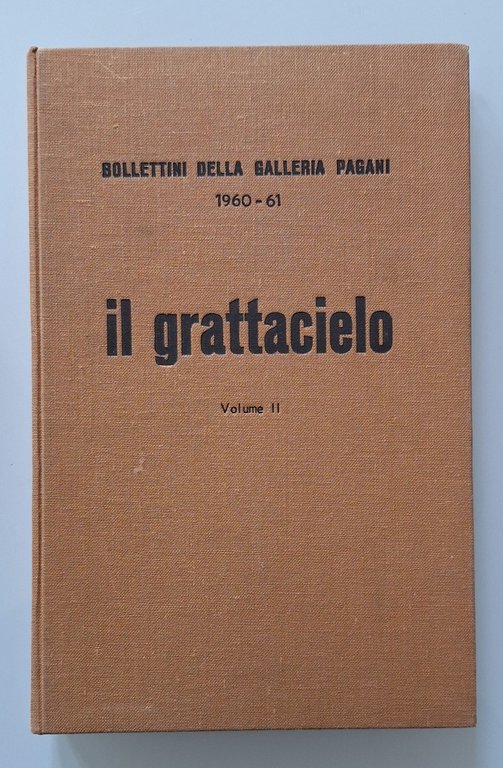 BOLLETTINI DELLA GALLERIA PAGANI
1960-61
il grattacielo
Volume II